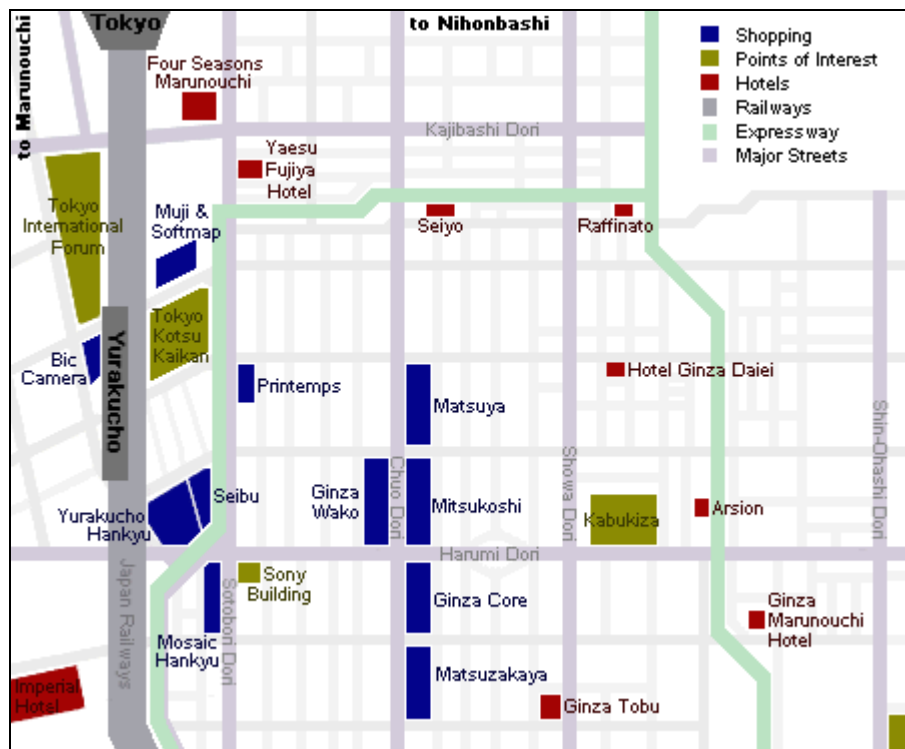 Tokyo
to Nihonbashi
to Marunouchi
Shopping
Points of Interest
Hotels
Railways
Expressway
Major Streets
Four Seasons
Marunouchi
Kajibashi Dori
Yaesu
Fujiya
Hotel
Tokyo
International
Forum
Muji &
Softmap
Seiyo
Raffinato
Tokyo
Kotsu
Kaikan
Yurakucho
Bic
Camera
Printemps
Hotel Ginza Daiei
Matsuya
Shin-Ohashi Dori
Chuo Dori
Showa Dori
Seibu
Ginza
Wako
Mitsukoshi
Kabukiza
Arsion
Yurakucho
Hankyu
Harumi Dori
Japan Railways
Sotobori Dori
Sony
Building
Ginza Core
Ginza
Marunouchi
Hotel
Mosaic
Hankyu
Matsuzakaya
Imperial
Hotel
Ginza Tobu